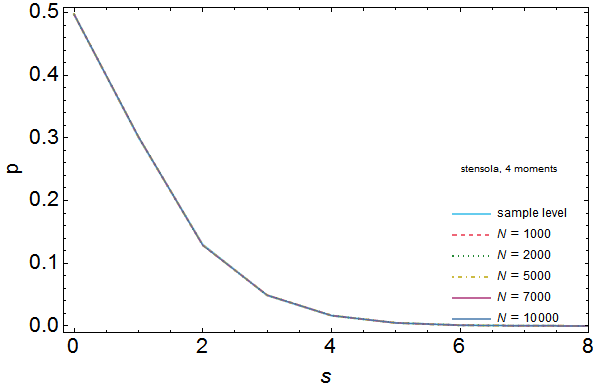 0.5
0.4
0.3
0.2
0.1
0.0
p
stensola, 4 moments
sample level
N = 1000
N = 2000
N = 5000
N = 7000
N = 10000
0 2 4 6 8
s